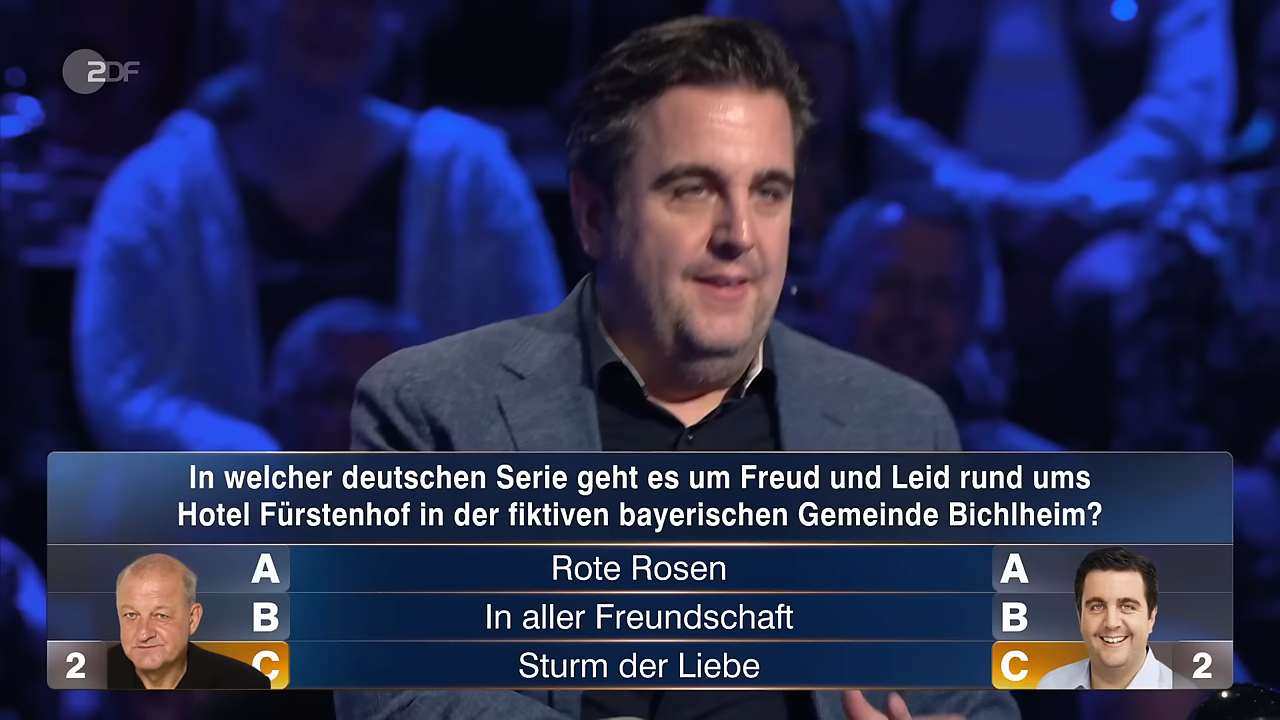 ZDF
In welcher deutschen Serie geht es um Freud und Leid rund ums
Hotel Fürstenhof in der fiktiven bayerischen Gemeinde Bichlheim?
A Rote Rosen A
B In aller Freundschaft B
2 C Sturm der Liebe C 2